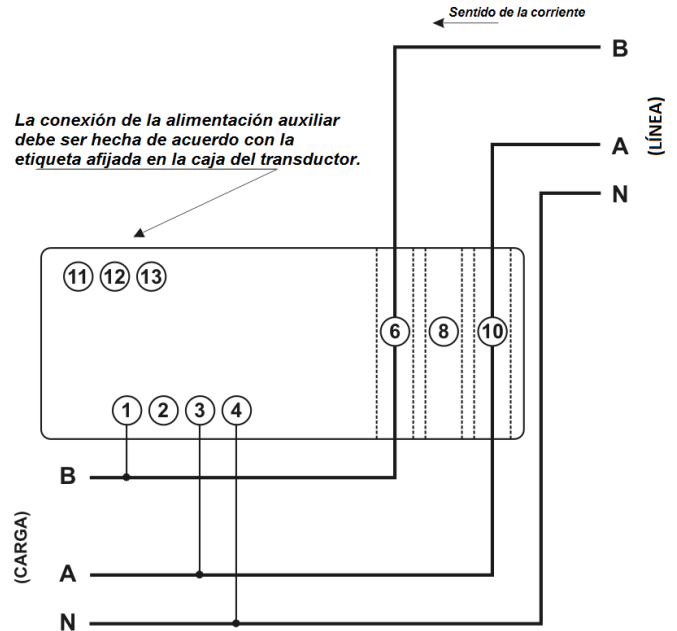 Sentido de la corriente
B
La conexión de la alimentación auxiliar
debe ser hecha de acuerdo con la
etiqueta afijada en la caja del transductor.
A
(LÍNEA)
N
11 12 13
6 8 10
1 2 3 4
B
(CARGA)
A
N